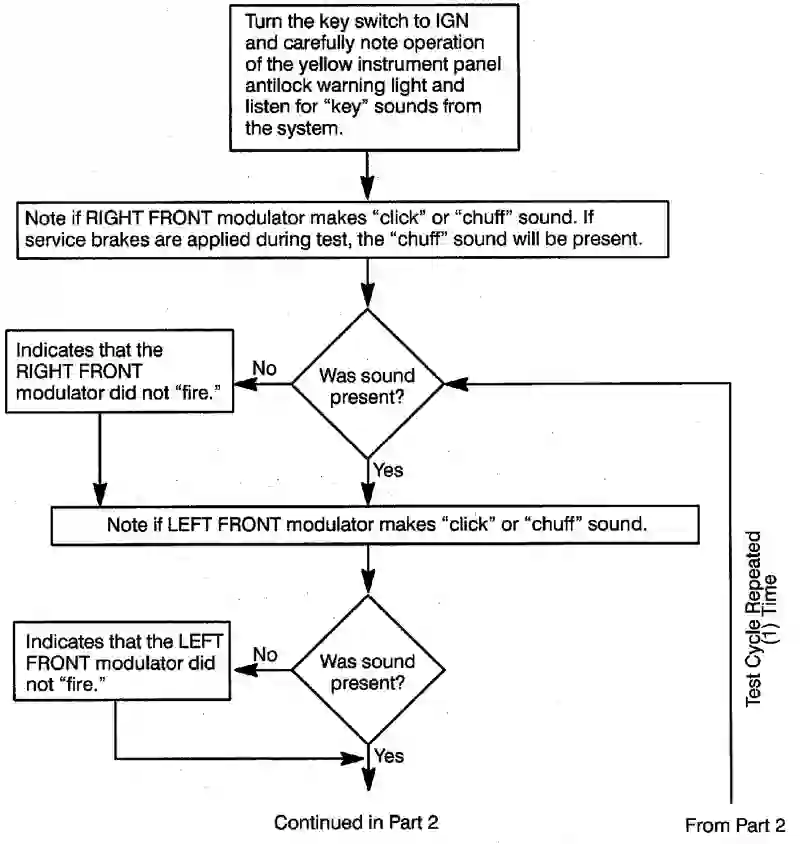 Turn the key switch to IGN
and carefully note operation
of the yellow instrument panel
antilock warning light and
listen for “key” sounds from
the system.
Note if RIGHT FRONT modulator makes “click” or “chuff” sound. If
service brakes are applied during test, the “chuff” sound will be present.
Indicates that the
RIGHT FRONT
modulator did not “fire.”
No
Was sound
present?
Yes
Note if LEFT FRONT modulator makes “click” or “chuff” sound.
Indicates that the LEFT
FRONT modulator did
not “fire.”
No
Was sound
present?
Yes
Test Cycle Repeated
(1) Time
Continued in Part 2
From Part 2